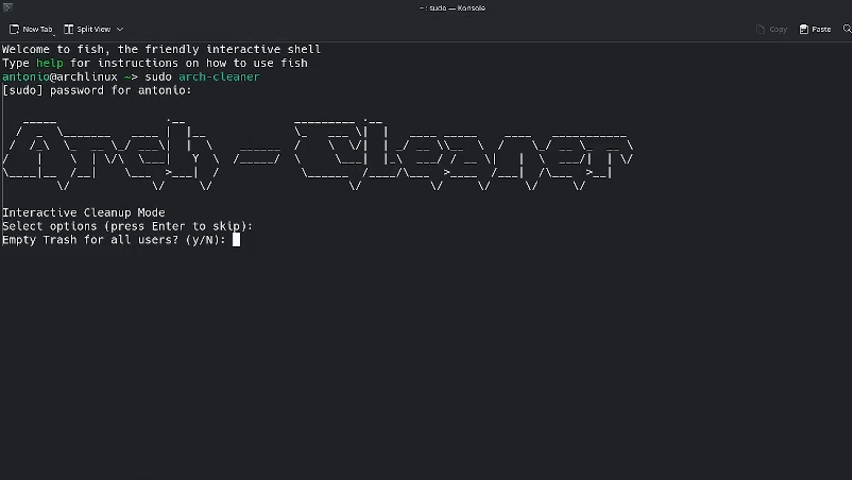 ~ : sudo — Konsole
New Tab Split View Copy Paste
Welcome to fish, the friendly interactive shell
Type help for instructions on how to use fish
antonio@archlinux ~> sudo arch-cleaner
[sudo] password for antonio:
Arch - Cleaner
Interactive Cleanup Mode
Select options (press Enter to skip):
Empty Trash for all users? (y/N):